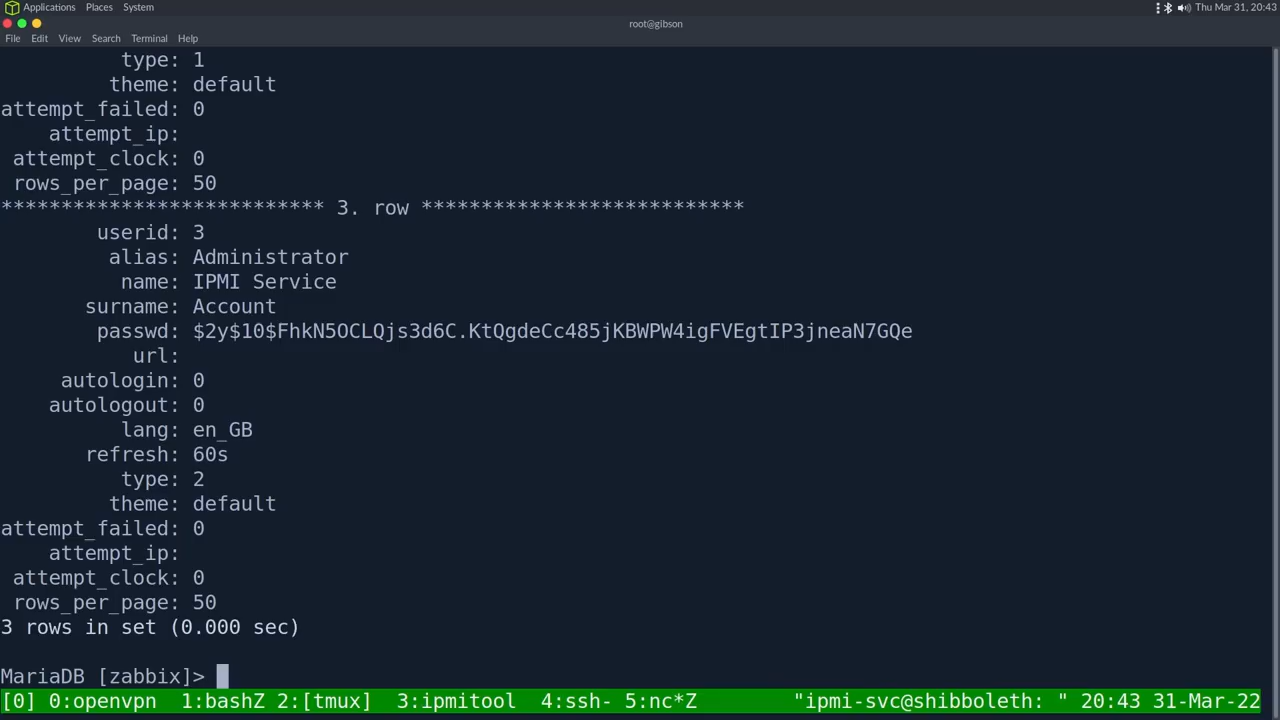 Applications Places System Thu Mar 31, 20:43
root@gibson
File Edit View Search Terminal Help
type: 1
theme: default
attempt_failed: 0
attempt_ip:
attempt_clock: 0
rows_per_page: 50
*************************** 3. row ***************************
userid: 3
alias: Administrator
name: IPMI Service
surname: Account
passwd: $2y$10$FhkN5OCLQjs3d6C.KtQgdeCc485jKBWPW4igFVEgtIP3jneaN7GQe
url:
autologin: 0
autologout: 0
lang: en_GB
refresh: 60s
type: 2
theme: default
attempt_failed: 0
attempt_ip:
attempt_clock: 0
rows_per_page: 50
3 rows in set (0.000 sec)
MariaDB [zabbix]>
[0] 0:openvpn 1:bashZ 2:[tmux] 3:ipmitool 4:ssh- 5:nc*Z "ipmi-svc@shibboleth: " 20:43 31-Mar-22